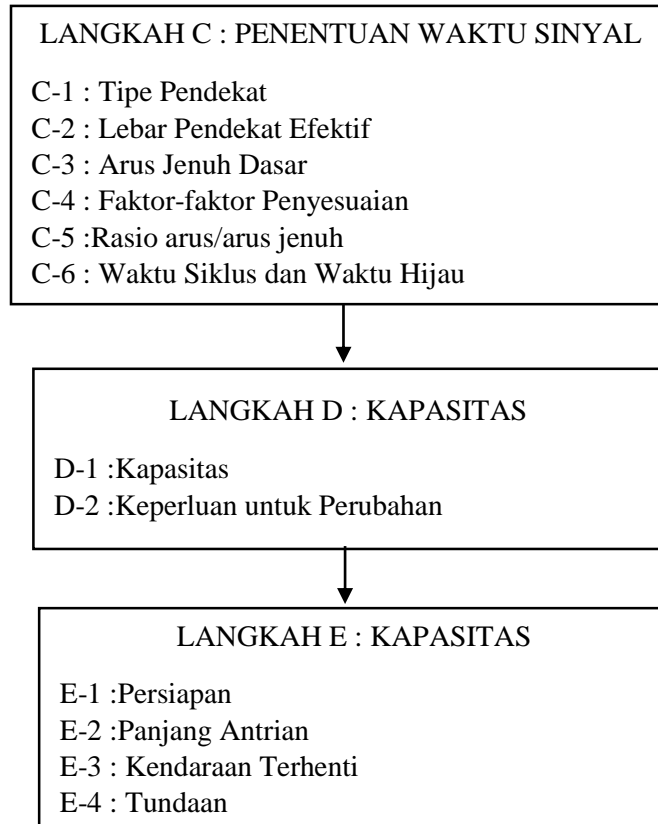 LANGKAH C : PENENTUAN WAKTU SINYAL
C-1 : Tipe Pendekat
C-2 : Lebar Pendekat Efektif
C-3 : Arus Jenuh Dasar
C-4 : Faktor-faktor Penyesuaian
C-5 :Rasio arus/arus jenuh
C-6 : Waktu Siklus dan Waktu Hijau
LANGKAH D : KAPASITAS
D-1 :Kapasitas
D-2 :Keperluan untuk Perubahan
LANGKAH E : KAPASITAS
E-1 :Persiapan
E-2 :Panjang Antrian
E-3 : Kendaraan Terhenti
E-4 : Tundaan